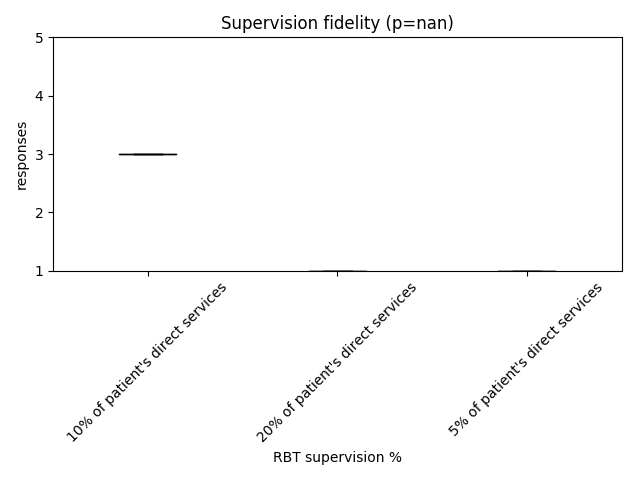 Supervision fidelity (p=nan)
5
4
3
2
1
responses
10% of patient's direct services
20% of patient's direct services
5% of patient's direct services
RBT supervision %